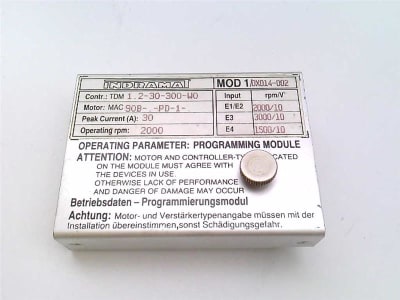 INDRAMAT MOD 1/0X014-002
Contr.: TDM 1.2-30-300-W0 Input rpm/V
Motor: MAC 90B-.-PD-1- E1/E2 2000/10
Peak Current (A): 30 E3 3000/10
Operating rpm: 2000 E4 1500/10
OPERATING PARAMETER: PROGRAMMING MODULE
ATTENTION: MOTOR AND CONTROLLER-T
ON THE MODULE MUST AGREE WITH
THE DEVICES IN USE.
OTHERWISE LACK OF PERFORMANCE
AND DANGER OF DAMAGE MAY OCCUR
Betriebsdaten - Programmierungsmodul
Achtung: Motor- und Verstärkertypenangabe müssen mit der
Installation übereinstimmen, sonst Schädigungsgefahr.